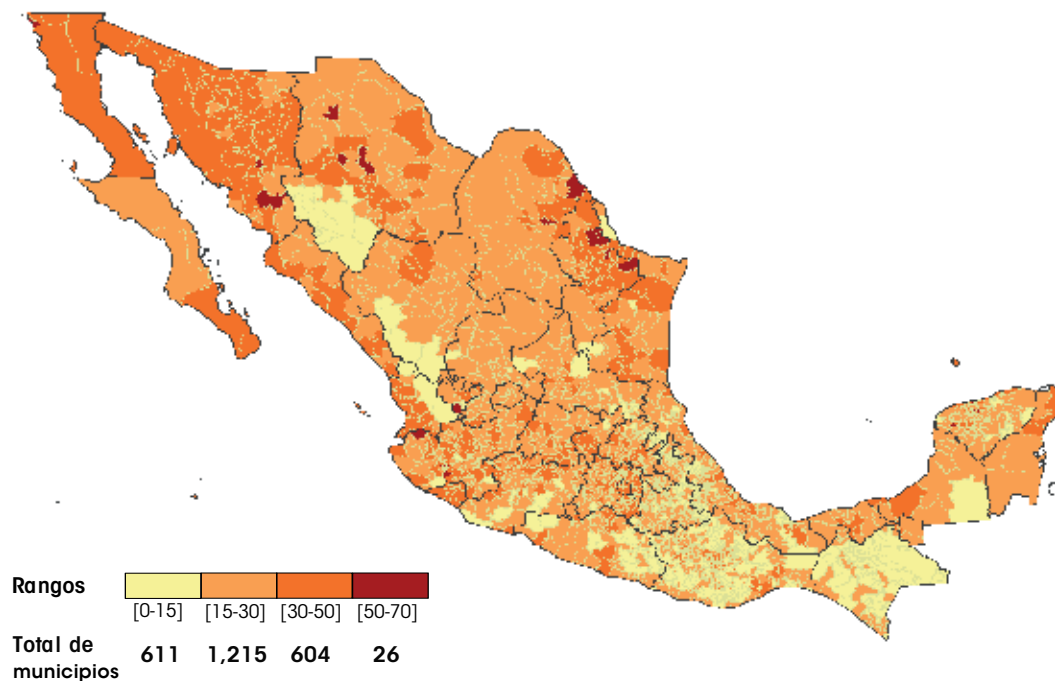 Rangos
[0-15] [15-30] [30-50] [50-70]
Total de
municipios
611 1,215 604 26